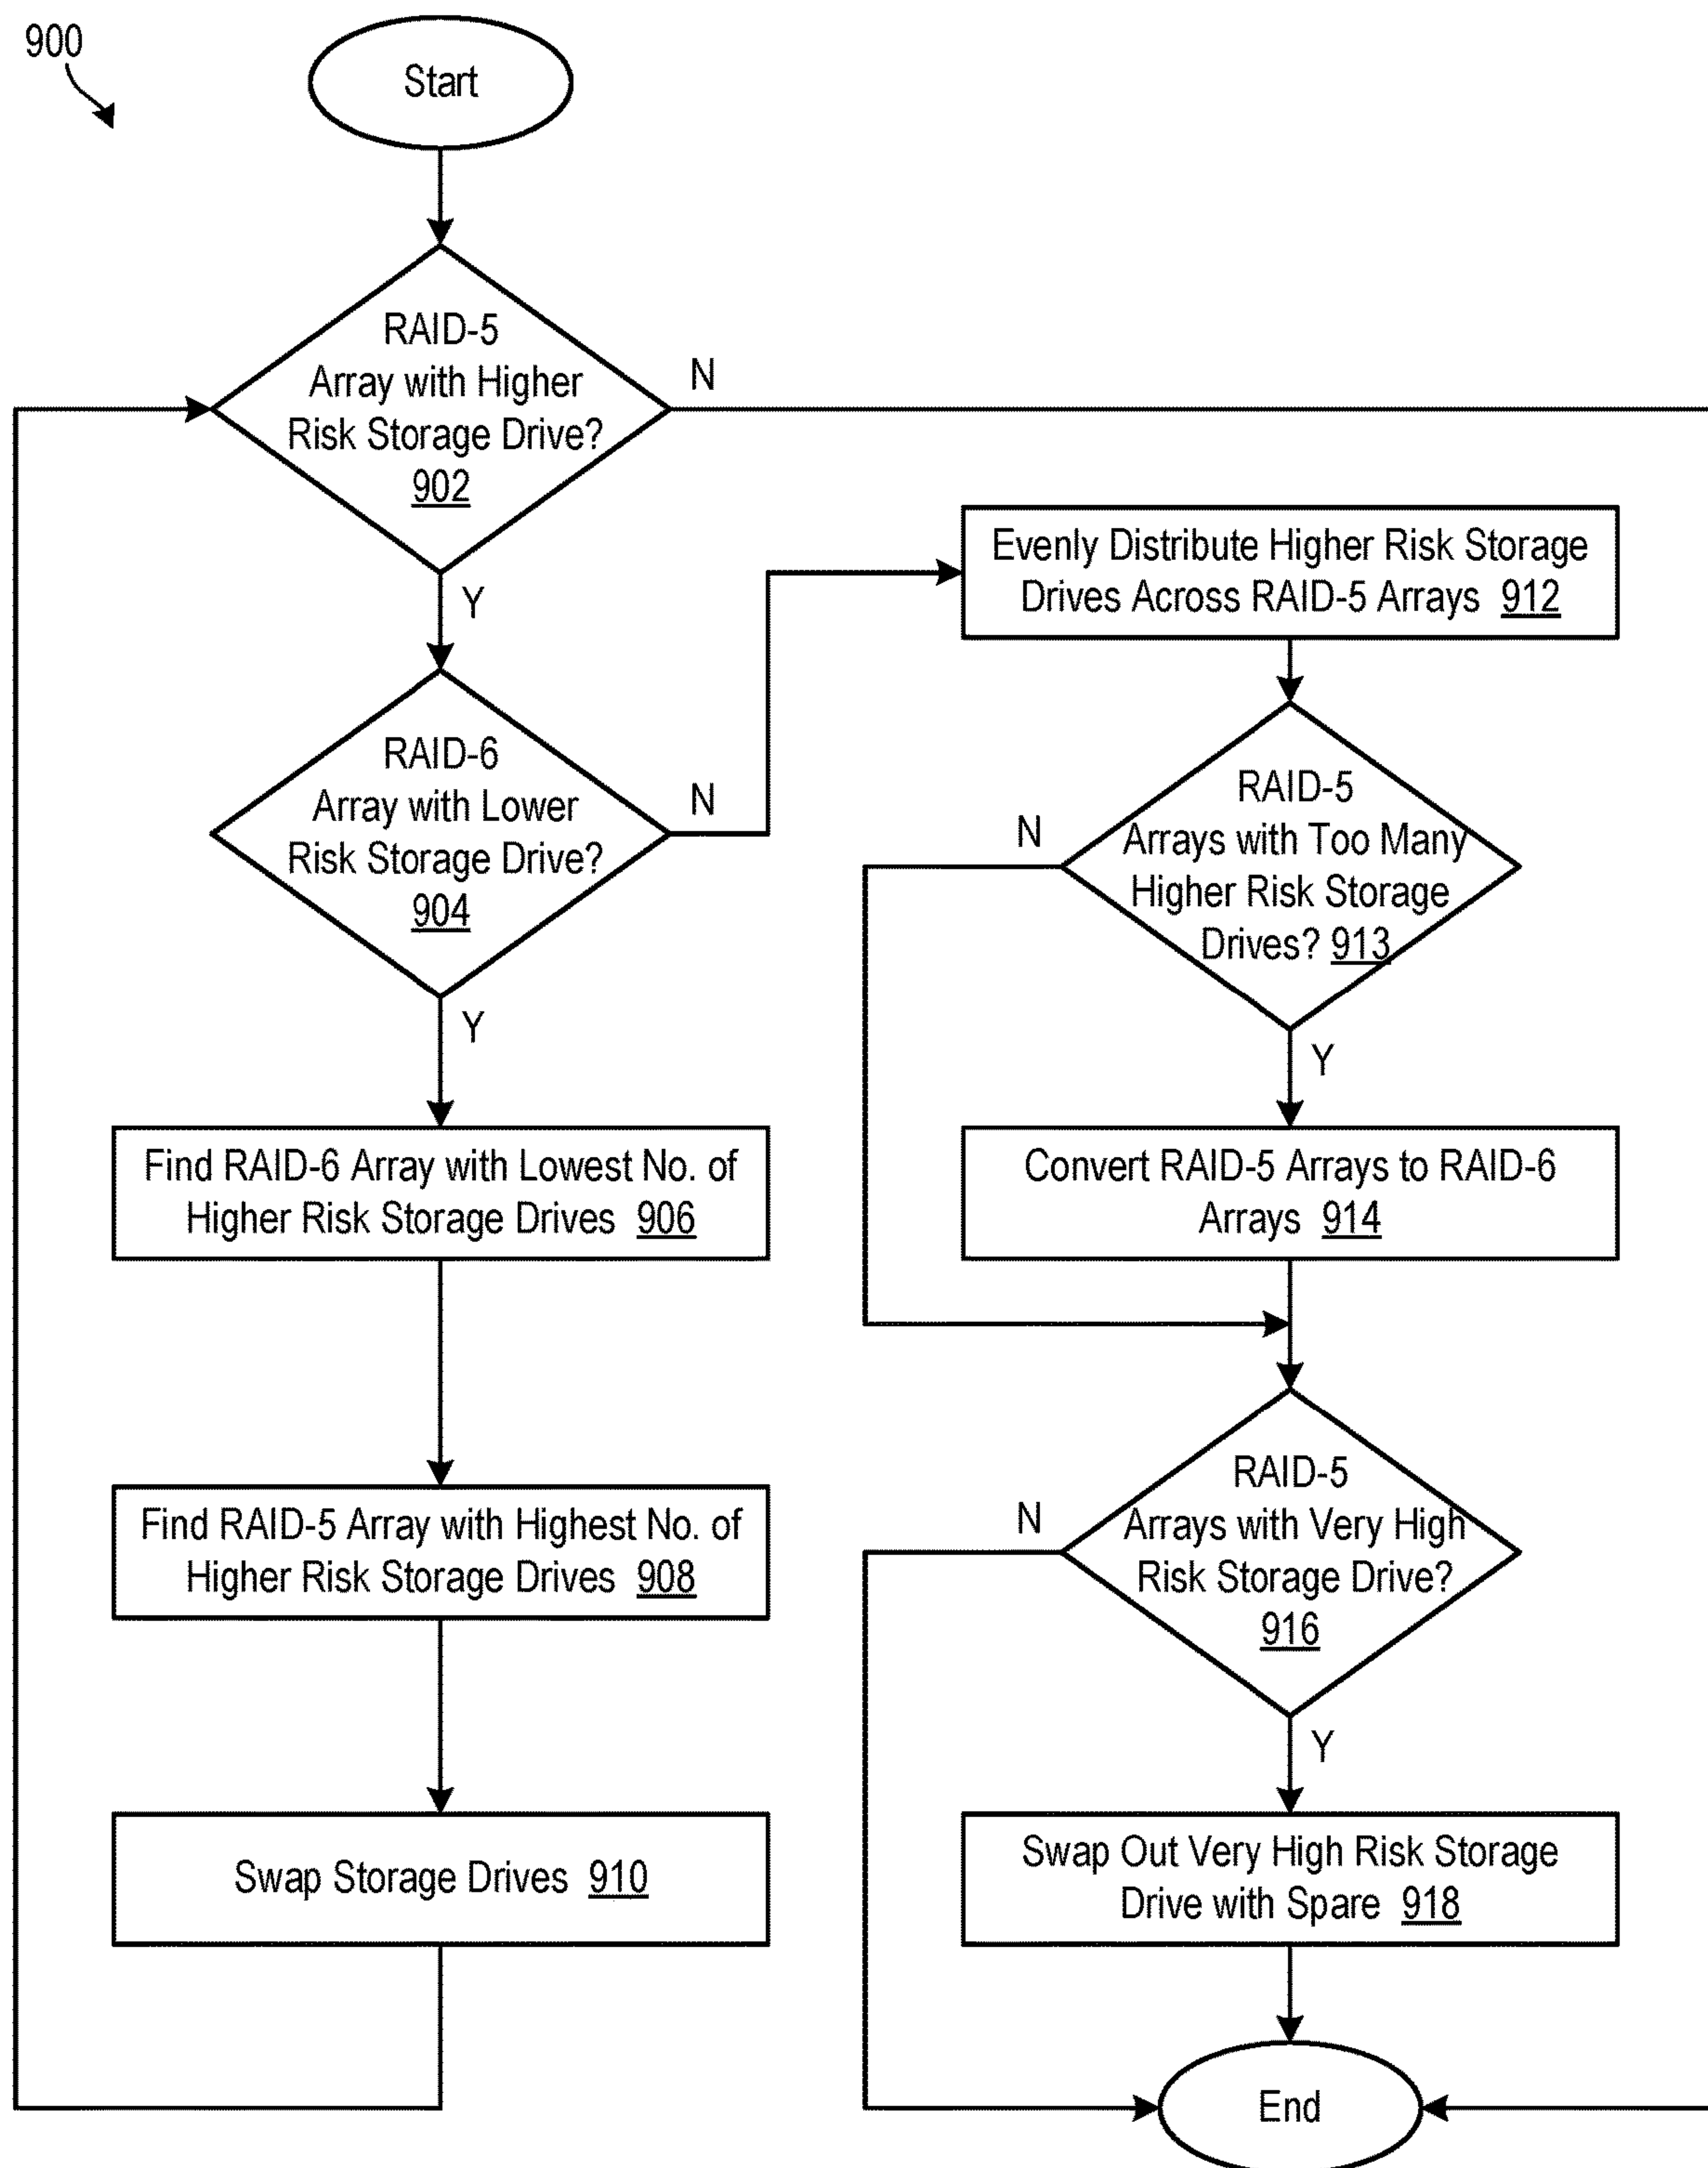 900
Start
RAID-5
Array with Higher
Risk Storage Drive?
902
N
Y
RAID-6
Array with Lower
Risk Storage Drive?
904
N
Y
Find RAID-6 Array with Lowest No. of
Higher Risk Storage Drives 906
Find RAID-5 Array with Highest No. of
Higher Risk Storage Drives 908
Swap Storage Drives 910
Evenly Distribute Higher Risk Storage
Drives Across RAID-5 Arrays 912
RAID-5
Arrays with Too Many
Higher Risk Storage
Drives? 913
N
Y
Convert RAID-5 Arrays to RAID-6
Arrays 914
RAID-5
Arrays with Very High
Risk Storage Drive?
916
N
Y
Swap Out Very High Risk Storage
Drive with Spare 918
End